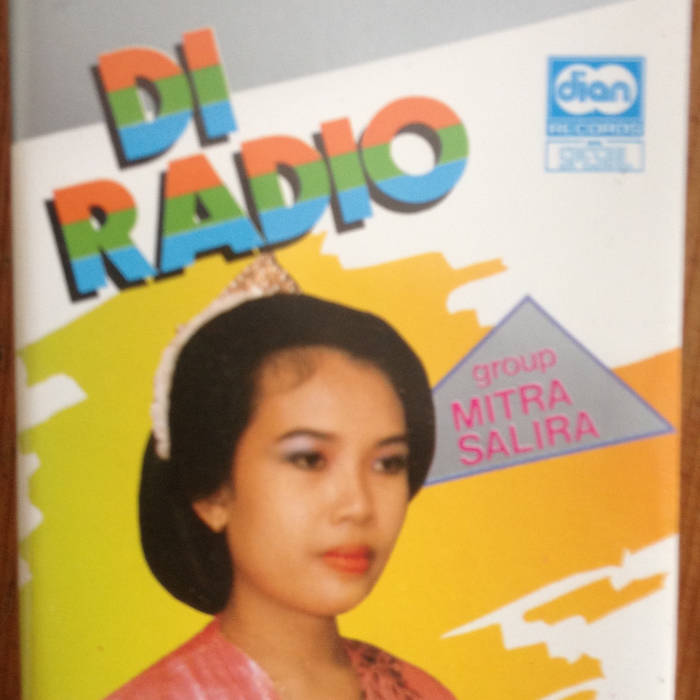 DI
RADIO
dian
RECORDS
group
MITRA
SALIRA